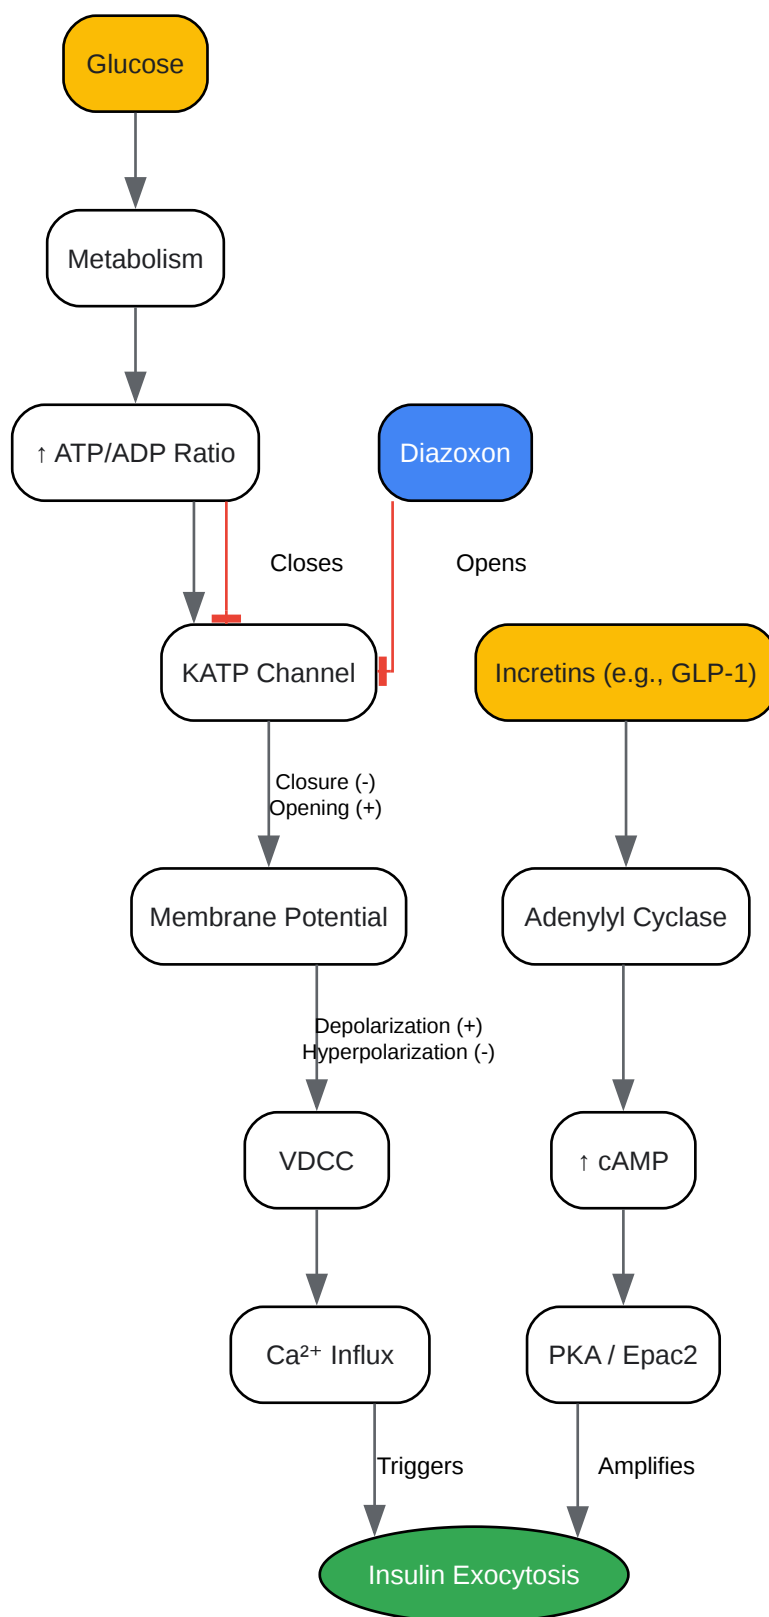 Glucose
Metabolism
↑ ATP/ADP Ratio
Diazoxon
Closes
Opens
KATP Channel
Incretins (e.g., GLP-1)
Closure (-)
Opening (+)
Membrane Potential
Adenylyl Cyclase
Depolarization (+)
Hyperpolarization (-)
VDCC
↑ cAMP
Ca²⁺ Influx
PKA / Epac2
Triggers
Amplifies
Insulin Exocytosis